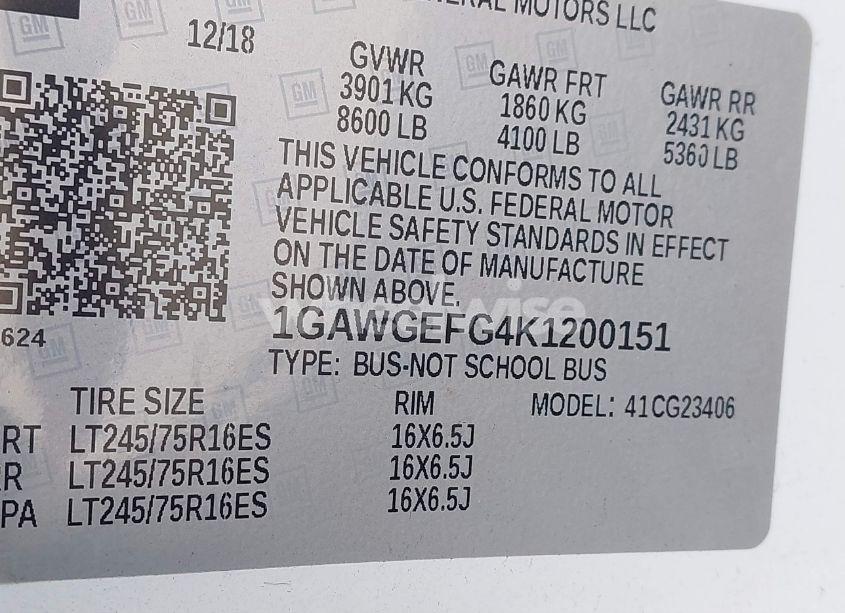 GENERAL MOTORS LLC
12/18
GVWR GAWR FRT GAWR RR
3901 KG 1860 KG 2431 KG
8600 LB 4100 LB 5360 LB
THIS VEHICLE CONFORMS TO ALL
APPLICABLE U.S. FEDERAL MOTOR
VEHICLE SAFETY STANDARDS IN EFFECT
ON THE DATE OF MANUFACTURE
SHOWN ABOVE.
1GAWGEFG4K1200151
624
TYPE: BUS-NOT SCHOOL BUS
TIRE SIZE RIM MODEL: 41CG23406
RT LT245/75R16ES 16X6.5J
RR LT245/75R16ES 16X6.5J
PA LT245/75R16ES 16X6.5J
GM